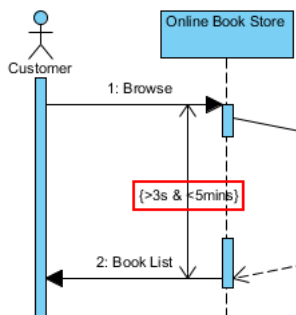 Online Book Store
Customer
1: Browse
{>3s & <5mins}
2: Book List